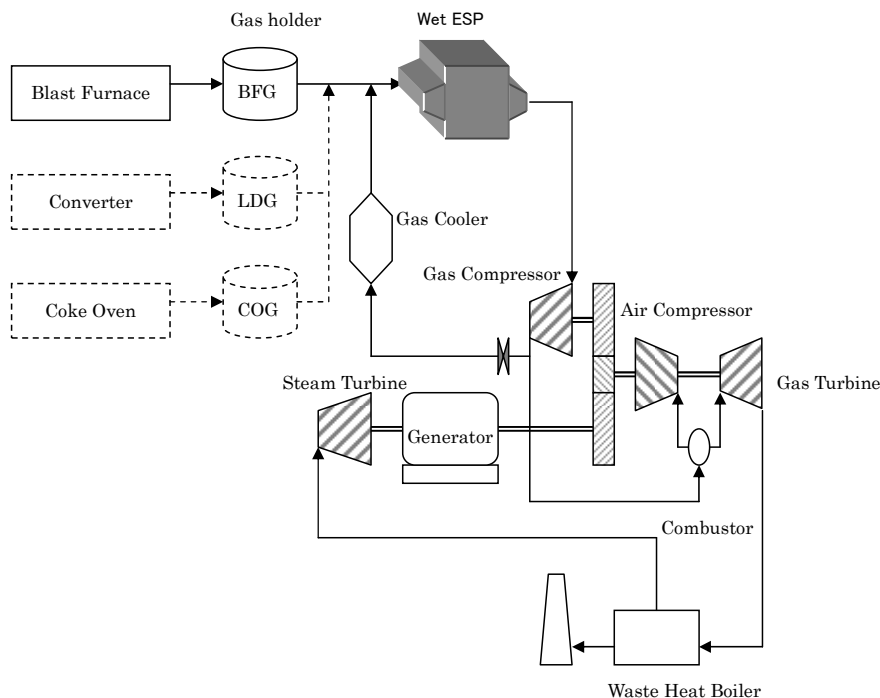 Gas holder
Wet ESP
Blast Furnace
BFG
Converter
LDG
Gas Cooler
Gas Compressor
Coke Oven
COG
Air Compressor
Steam Turbine
Gas Turbine
Generator
Combustor
Waste Heat Boiler